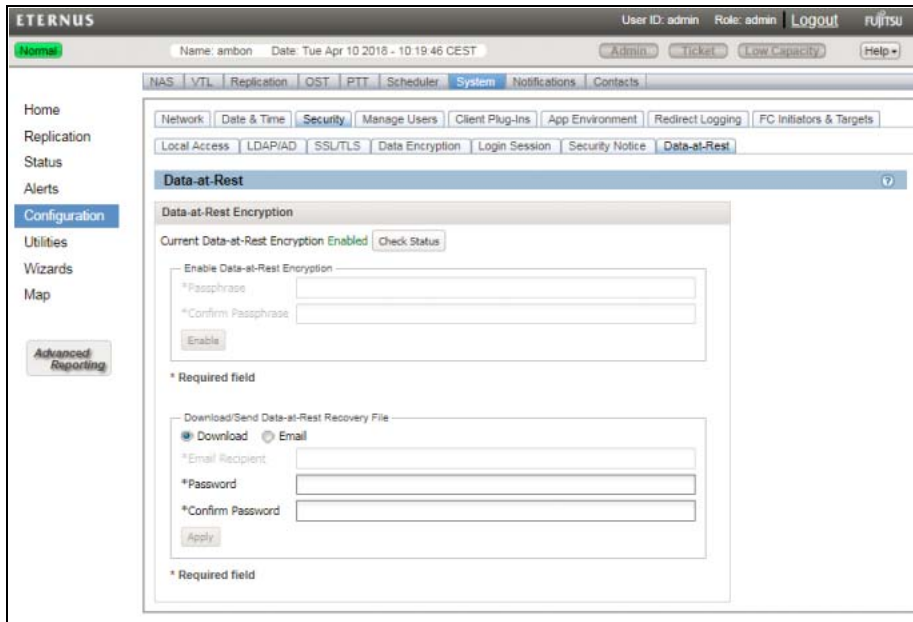 ETERNUS User ID: admin Role: admin Logout FUJITSU
Normal Name: ambon Date: Tue Apr 10 2018 - 10:19:46 CEST Admin Ticket Low Capacity Help
NAS VTL Replication OST PTT Scheduler System Notifications Contacts
Home
Replication
Status
Alerts
Configuration
Utilities
Wizards
Map
Advanced
Reporting
Network Date & Time Security Manage Users Client Plug-Ins App Environment Redirect Logging FC Initiators & Targets
Local Access LDAP/AD SSL/TLS Data Encryption Login Session Security Notice Data-at-Rest
Data-at-Rest ?
Data-at-Rest Encryption
Current Data-at-Rest Encryption Enabled Check Status
Enable Data-at-Rest Encryption
*Passphrase
*Confirm Passphrase
Enable
* Required field
Download/Send Data-at-Rest Recovery File
Download Email
*Email Recipient
*Password
*Confirm Password
Apply
* Required field